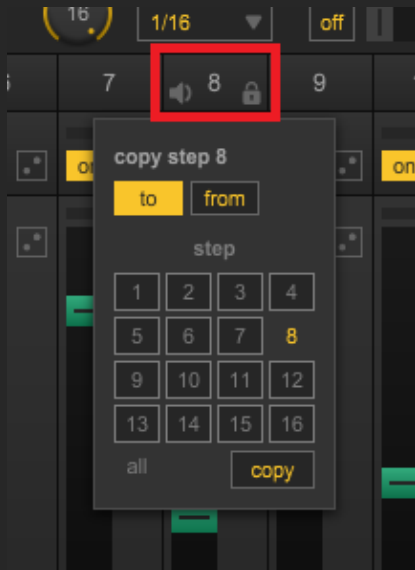 16
1/16
off
7
8
9
on
copy step 8
to
from
step
1 2 3 4
5 6 7 8
9 10 11 12
13 14 15 16
all
copy